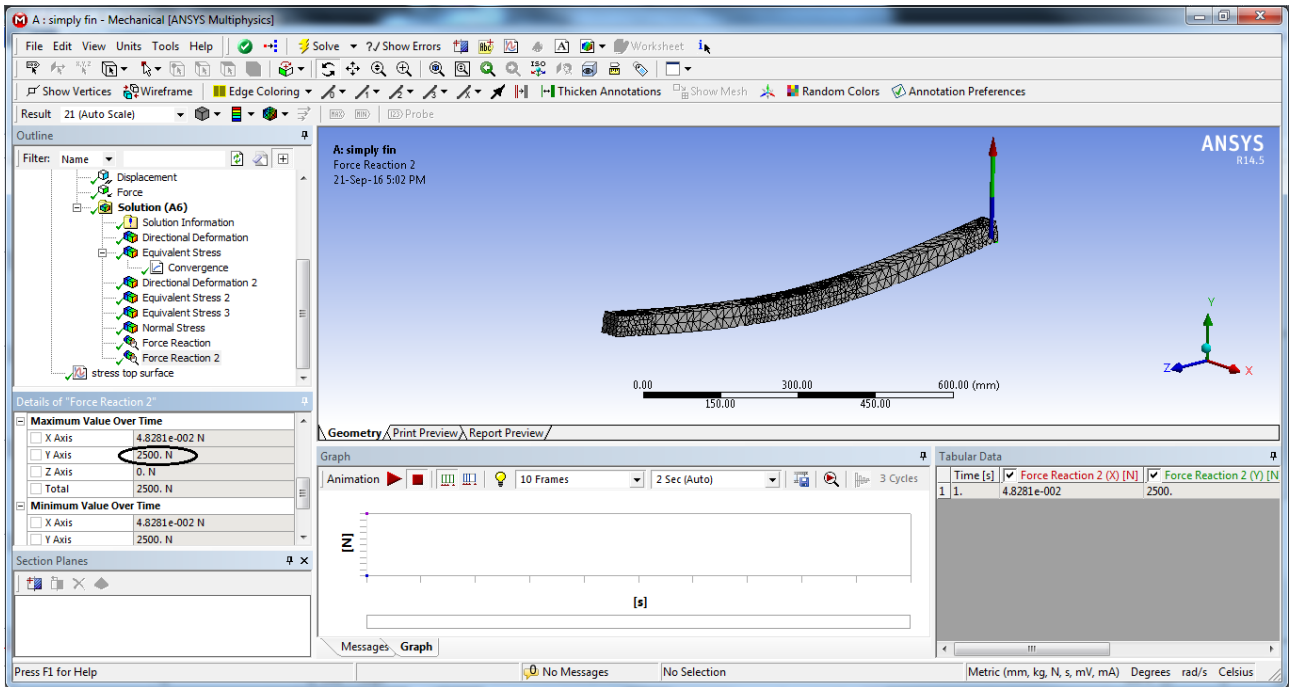 A : simply fin - Mechanical [ANSYS Multiphysics]
File Edit View Units Tools Help Solve ?/ Show Errors Worksheet
Show Vertices Wireframe Edge Coloring Thicken Annotations Show Mesh Random Colors Annotation Preferences
Result 21 (Auto Scale) Probe
Outline
Filter: Name
Displacement
Force
Solution (A6)
Solution Information
Directional Deformation
Equivalent Stress
Convergence
Directional Deformation 2
Equivalent Stress 2
Equivalent Stress 3
Normal Stress
Force Reaction
Force Reaction 2
stress top surface
Details of "Force Reaction 2"
Maximum Value Over Time
X Axis 4.8281e-002 N
Y Axis 2500. N
Z Axis 0. N
Total 2500. N
Minimum Value Over Time
X Axis 4.8281e-002 N
Y Axis 2500. N
Section Planes
A: simply fin
Force Reaction 2
21-Sep-16 5:02 PM
ANSYS
R14.5
Y
Z X
0.00 300.00 600.00 (mm)
150.00 450.00
Geometry Print Preview Report Preview
Graph
Animation 10 Frames 2 Sec (Auto) 3 Cycles
[N]
[s]
Messages Graph
Tabular Data
Time [s] Force Reaction 2 (X) [N] Force Reaction 2 (Y) [N
1 1. 4.8281e-002 2500.
Press F1 for Help 0 No Messages No Selection Metric (mm, kg, N, s, mV, mA) Degrees rad/s Celsius